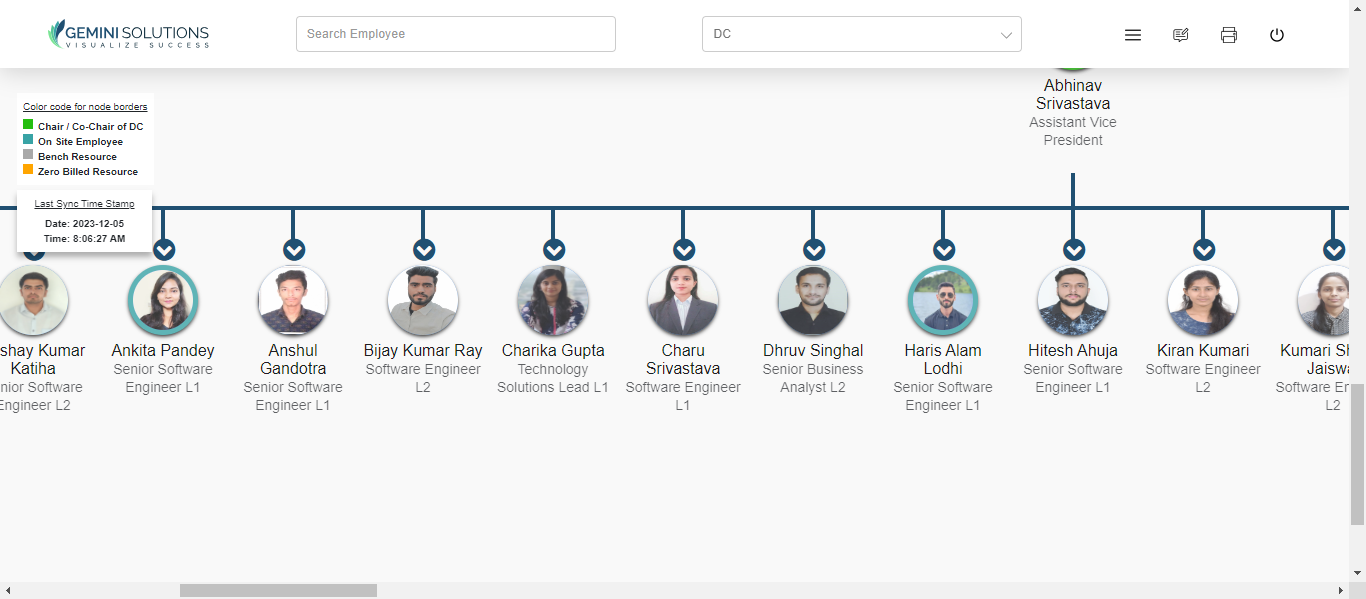 GEMINI SOLUTIONS
VISUALIZE SUCCESS
Search Employee
DC
Abhinav
Srivastava
Assistant Vice
President
Color code for node borders
Chair / Co-Chair of DC
On Site Employee
Bench Resource
Zero Billed Resource
Last Sync Time Stamp
Date: 2023-12-05
Time: 8:06:27 AM
shay Kumar
Katiha
nior Software
Engineer L2
Ankita Pandey
Senior Software
Engineer L1
Anshul
Gandotra
Senior Software
Engineer L1
Bijay Kumar Ray
Software Engineer
L2
Charika Gupta
Technology
Solutions Lead L1
Charu
Srivastava
Software Engineer
L1
Dhruv Singhal
Senior Business
Analyst L2
Haris Alam
Lodhi
Senior Software
Engineer L1
Hitesh Ahuja
Senior Software
Engineer L1
Kiran Kumari
Software Engineer
L2
Kumari Sh
Jaisw
Software Er
L2